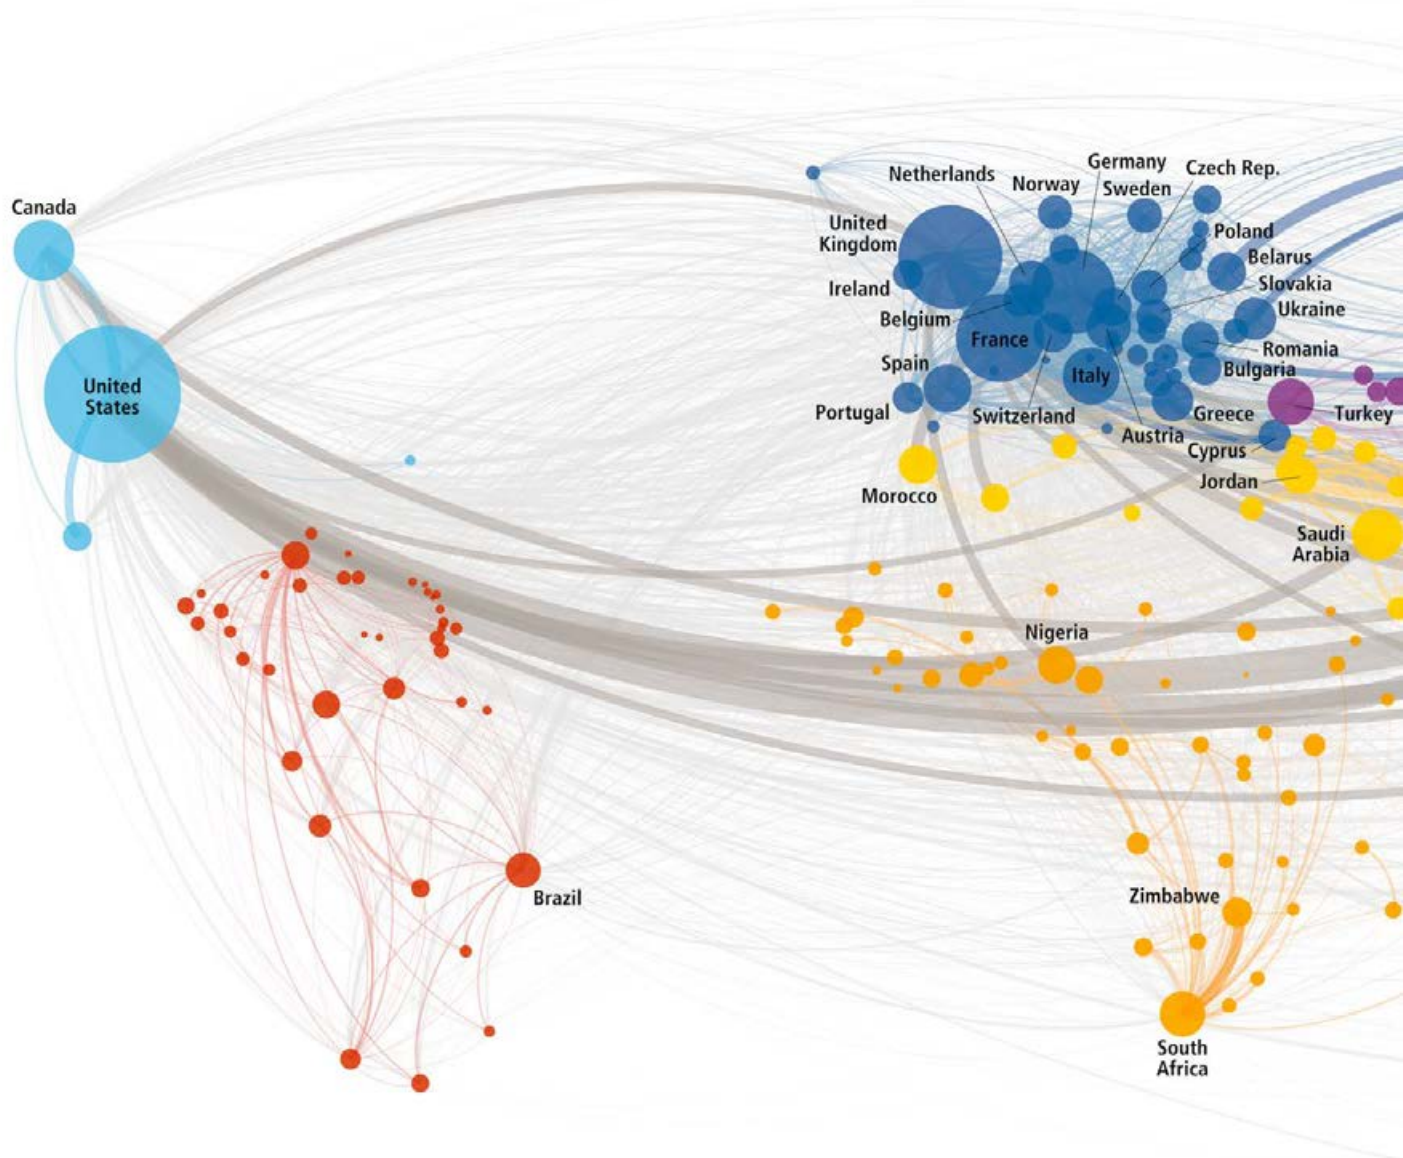 Canada
United
States
Brazil
Netherlands
Norway
Germany
Sweden
Czech Rep.
United
Kingdom
Poland
Belarus
Ireland
Slovakia
Belgium
Ukraine
France
Romania
Spain
Italy
Bulgaria
Portugal
Switzerland
Greece
Turkey
Austria
Cyprus
Morocco
Jordan
Saudi
Arabia
Nigeria
Zimbabwe
South
Africa